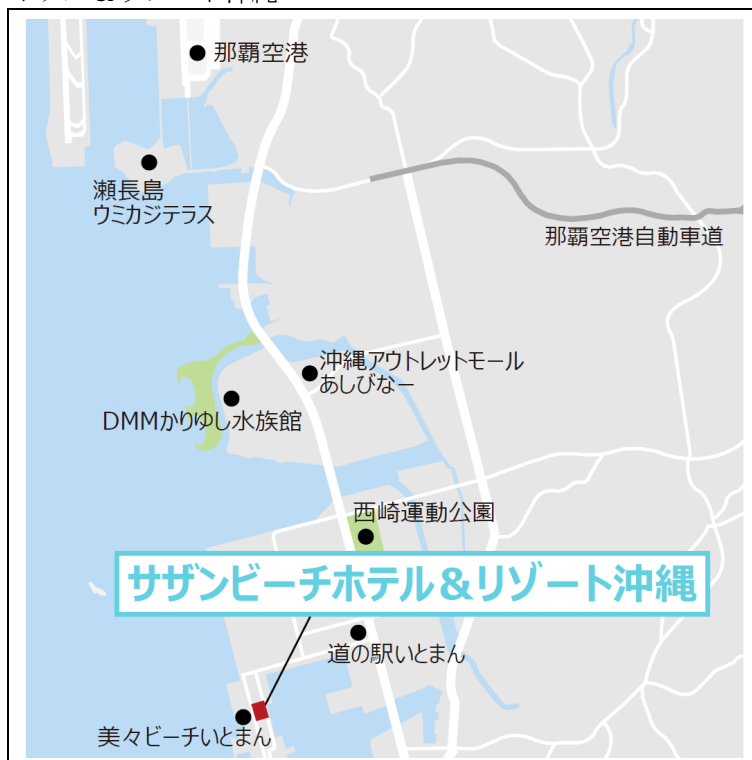 那覇空港
瀬長島
ウミカジテラス
那覇空港自動車道
沖縄アウトレットモール
あしびなー
DMMかりゆし水族館
西崎運動公園
サザンビーチホテル＆リゾート沖縄
道の駅いとまん
美々ビーチいとまん